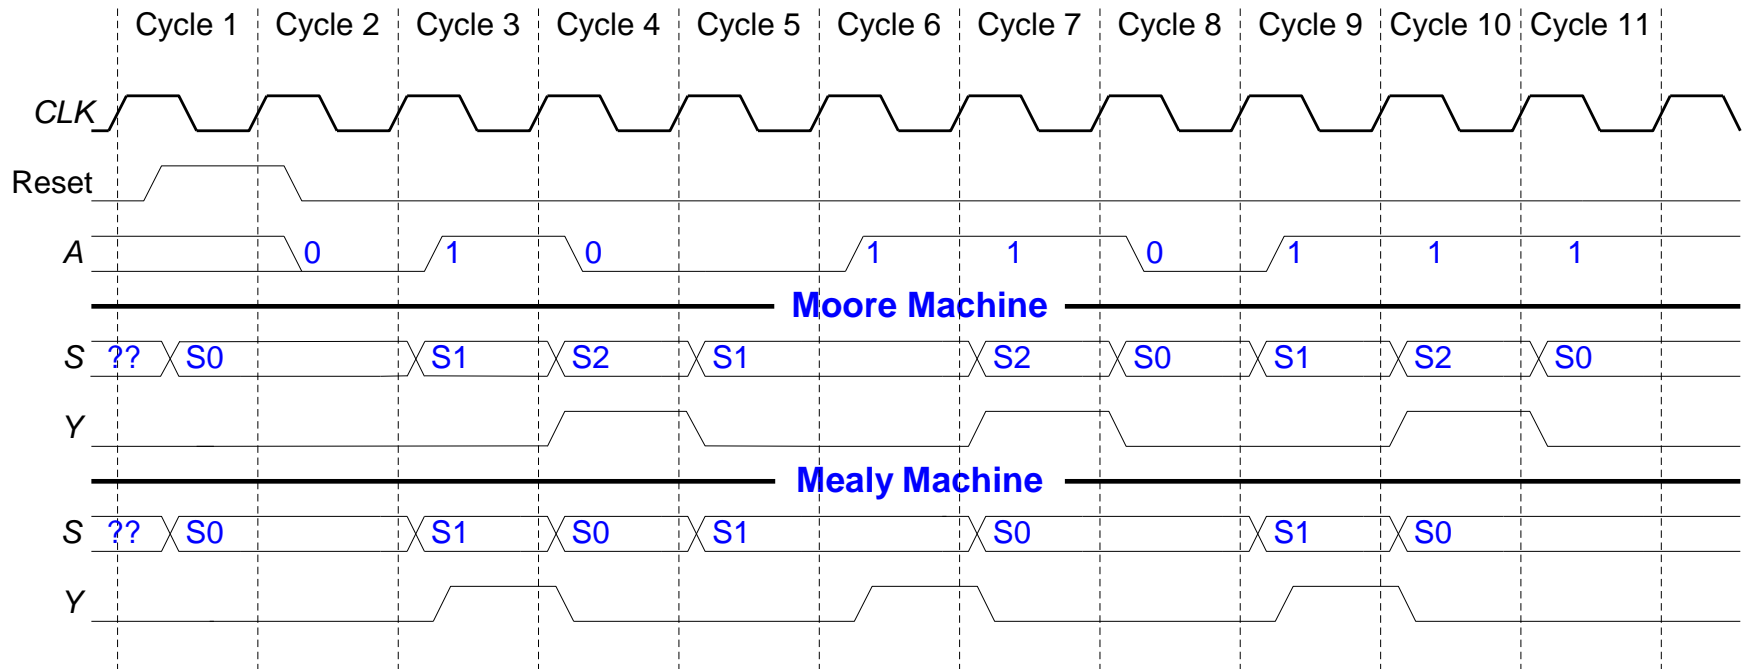 Cycle 1 Cycle 2 Cycle 3 Cycle 4 Cycle 5 Cycle 6 Cycle 7 Cycle 8 Cycle 9 Cycle 10 Cycle 11
CLK
Reset
A 0 1 0 1 1 0 1 1 1
Moore Machine
S ?? S0 S1 S2 S1 S2 S0 S1 S2 S0
Y
Mealy Machine
S ?? S0 S1 S0 S1 S0 S1 S0
Y